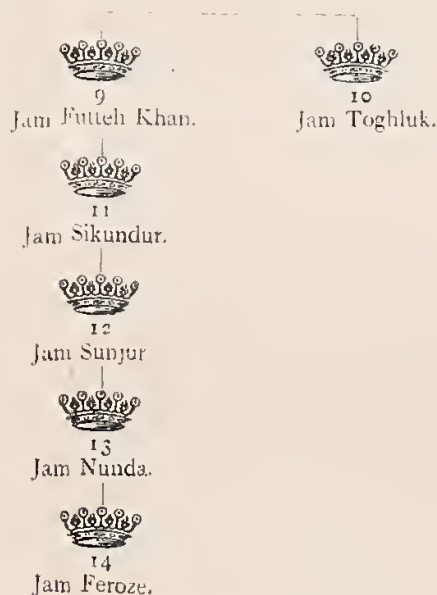 9
Jam Futteh Khan.
10
Jam Toghluk.
11
Jam Sikundur.
12
Jam Sunjur
13
Jam Nunda.
14
Jam Feroze.